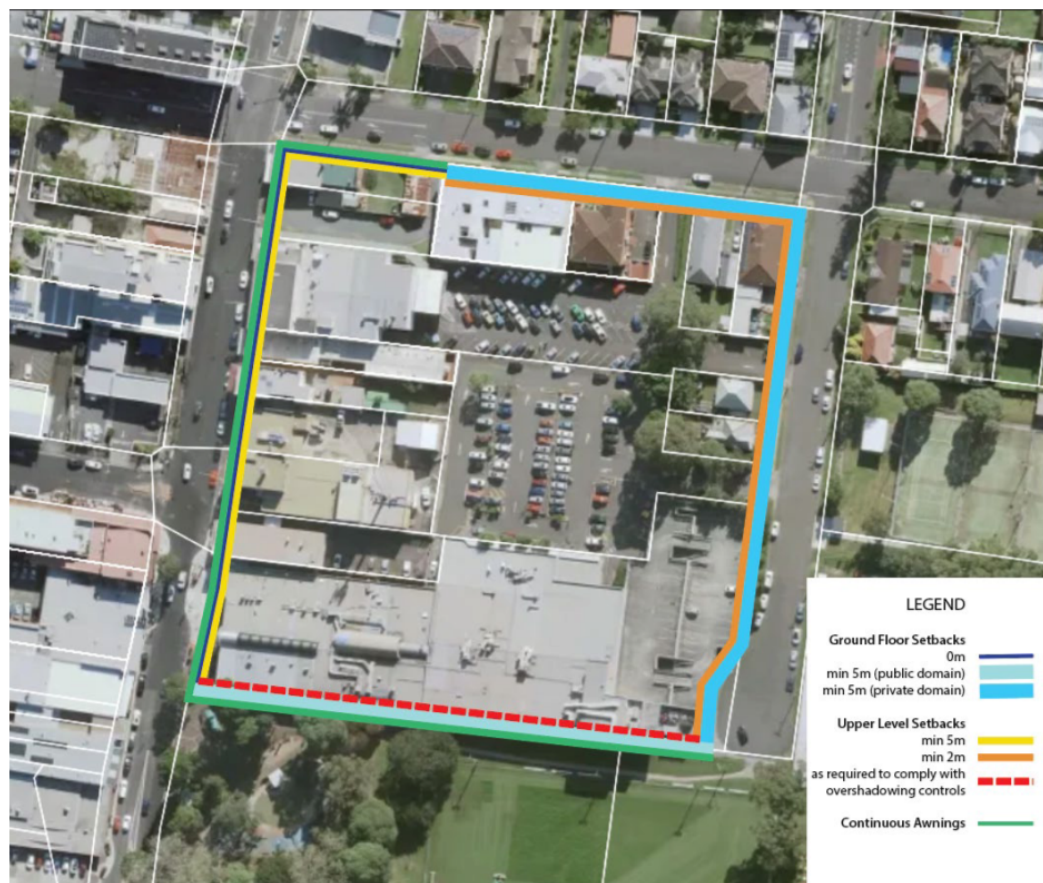 LEGEND
Ground Floor Setbacks
0m
min 5m (public domain)
min 5m (private domain)
Upper Level Setbacks
min 5m
min 2m
as required to comply with
overshadowing controls
Continuous Awnings